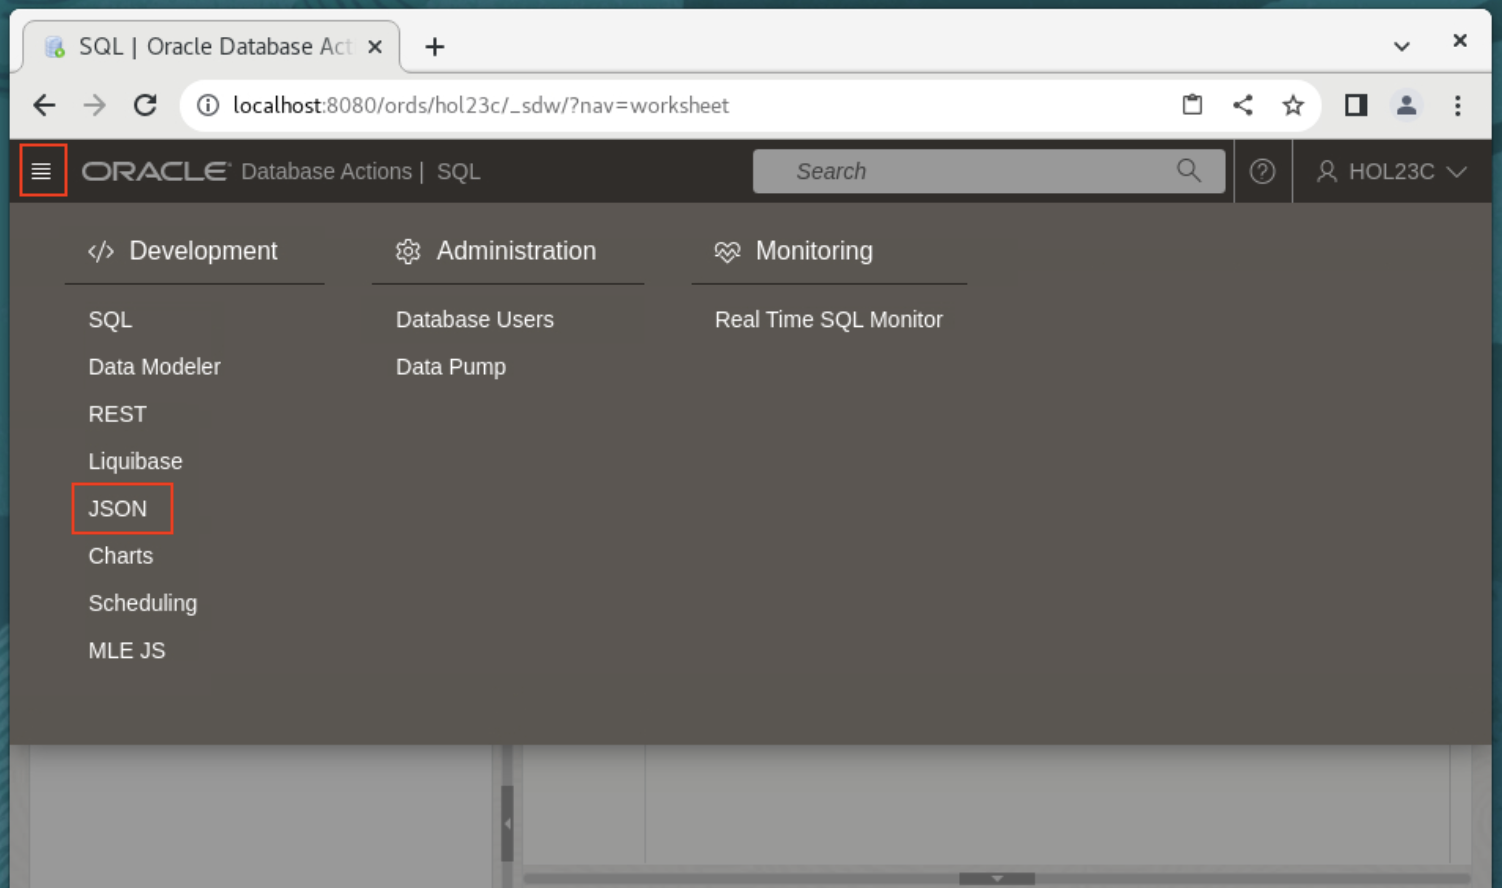 SQL | Oracle Database Act
localhost:8080/ords/hol23c/_sdw/?nav=worksheet
ORACLE Database Actions | SQL
Search
HOL23C
Development
Administration
Monitoring
SQL
Database Users
Real Time SQL Monitor
Data Modeler
Data Pump
REST
Liquibase
JSON
Charts
Scheduling
MLE JS